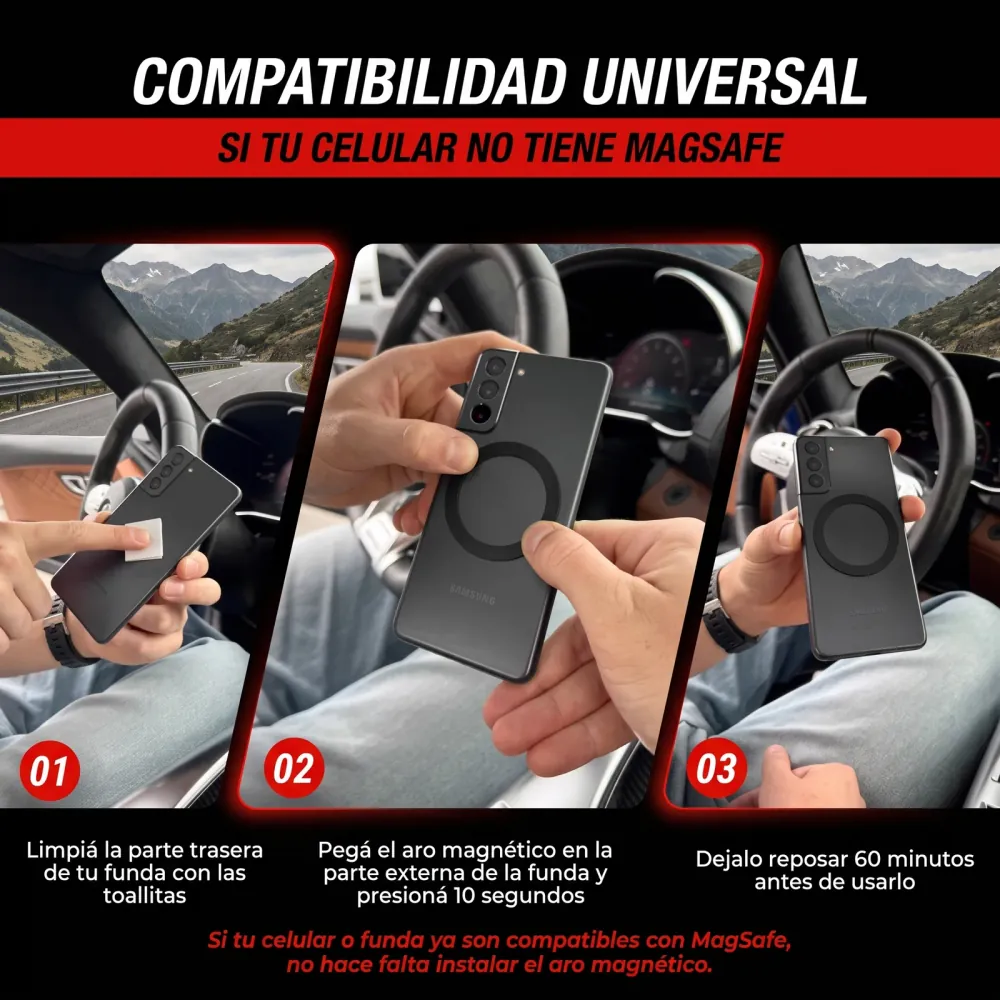 COMPATIBILIDAD UNIVERSAL
SI TU CELULAR NO TIENE MAGSAFE
SAMSUNG
01
02
03
Limpiá la parte trasera
de tu funda con las
toallitas
Pegá el aro magnético en la
parte externa de la funda y
presioná 10 segundos
Dejalo reposar 60 minutos
antes de usarlo
Si tu celular o funda ya son compatibles con MagSafe,
no hace falta instalar el aro magnético.